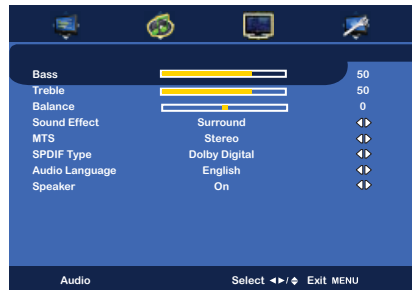 Bass 50
Treble 50
Balance 0
Sound Effect Surround
MTS Stereo
SPDIF Type Dolby Digital
Audio Language English
Speaker On
Audio Select ◄►/◆ Exit MENU